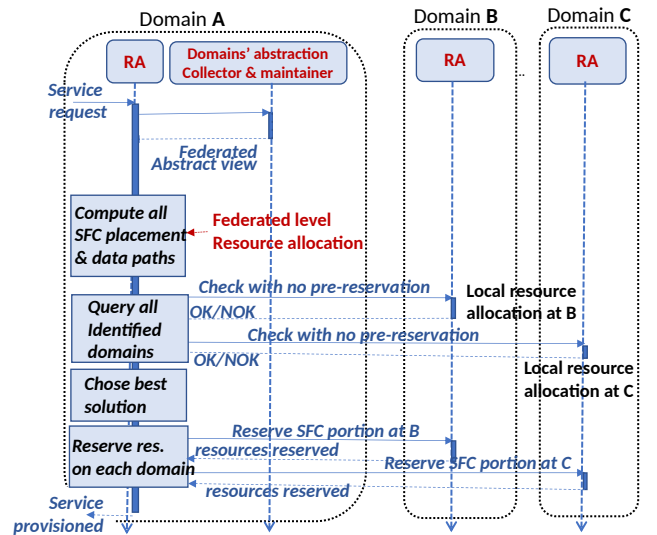 Domain A
Domain B
Domain C
RA
Domains' abstraction
Collector & maintainer
RA
RA
..
Service
request
Federated
Abstract view
Compute all
SFC placement
& data paths
Federated level
Resource allocation
Check with no pre-reservation
Query all
Identified
domains
OK/NOK
Local resource
allocation at B
Check with no pre-reservation
OK/NOK
Local resource
allocation at C
Chose best
solution
Reserve SFC portion at B
Reserve res.
on each domain
resources reserved
Reserve SFC portion at C
resources reserved
Service
provisioned